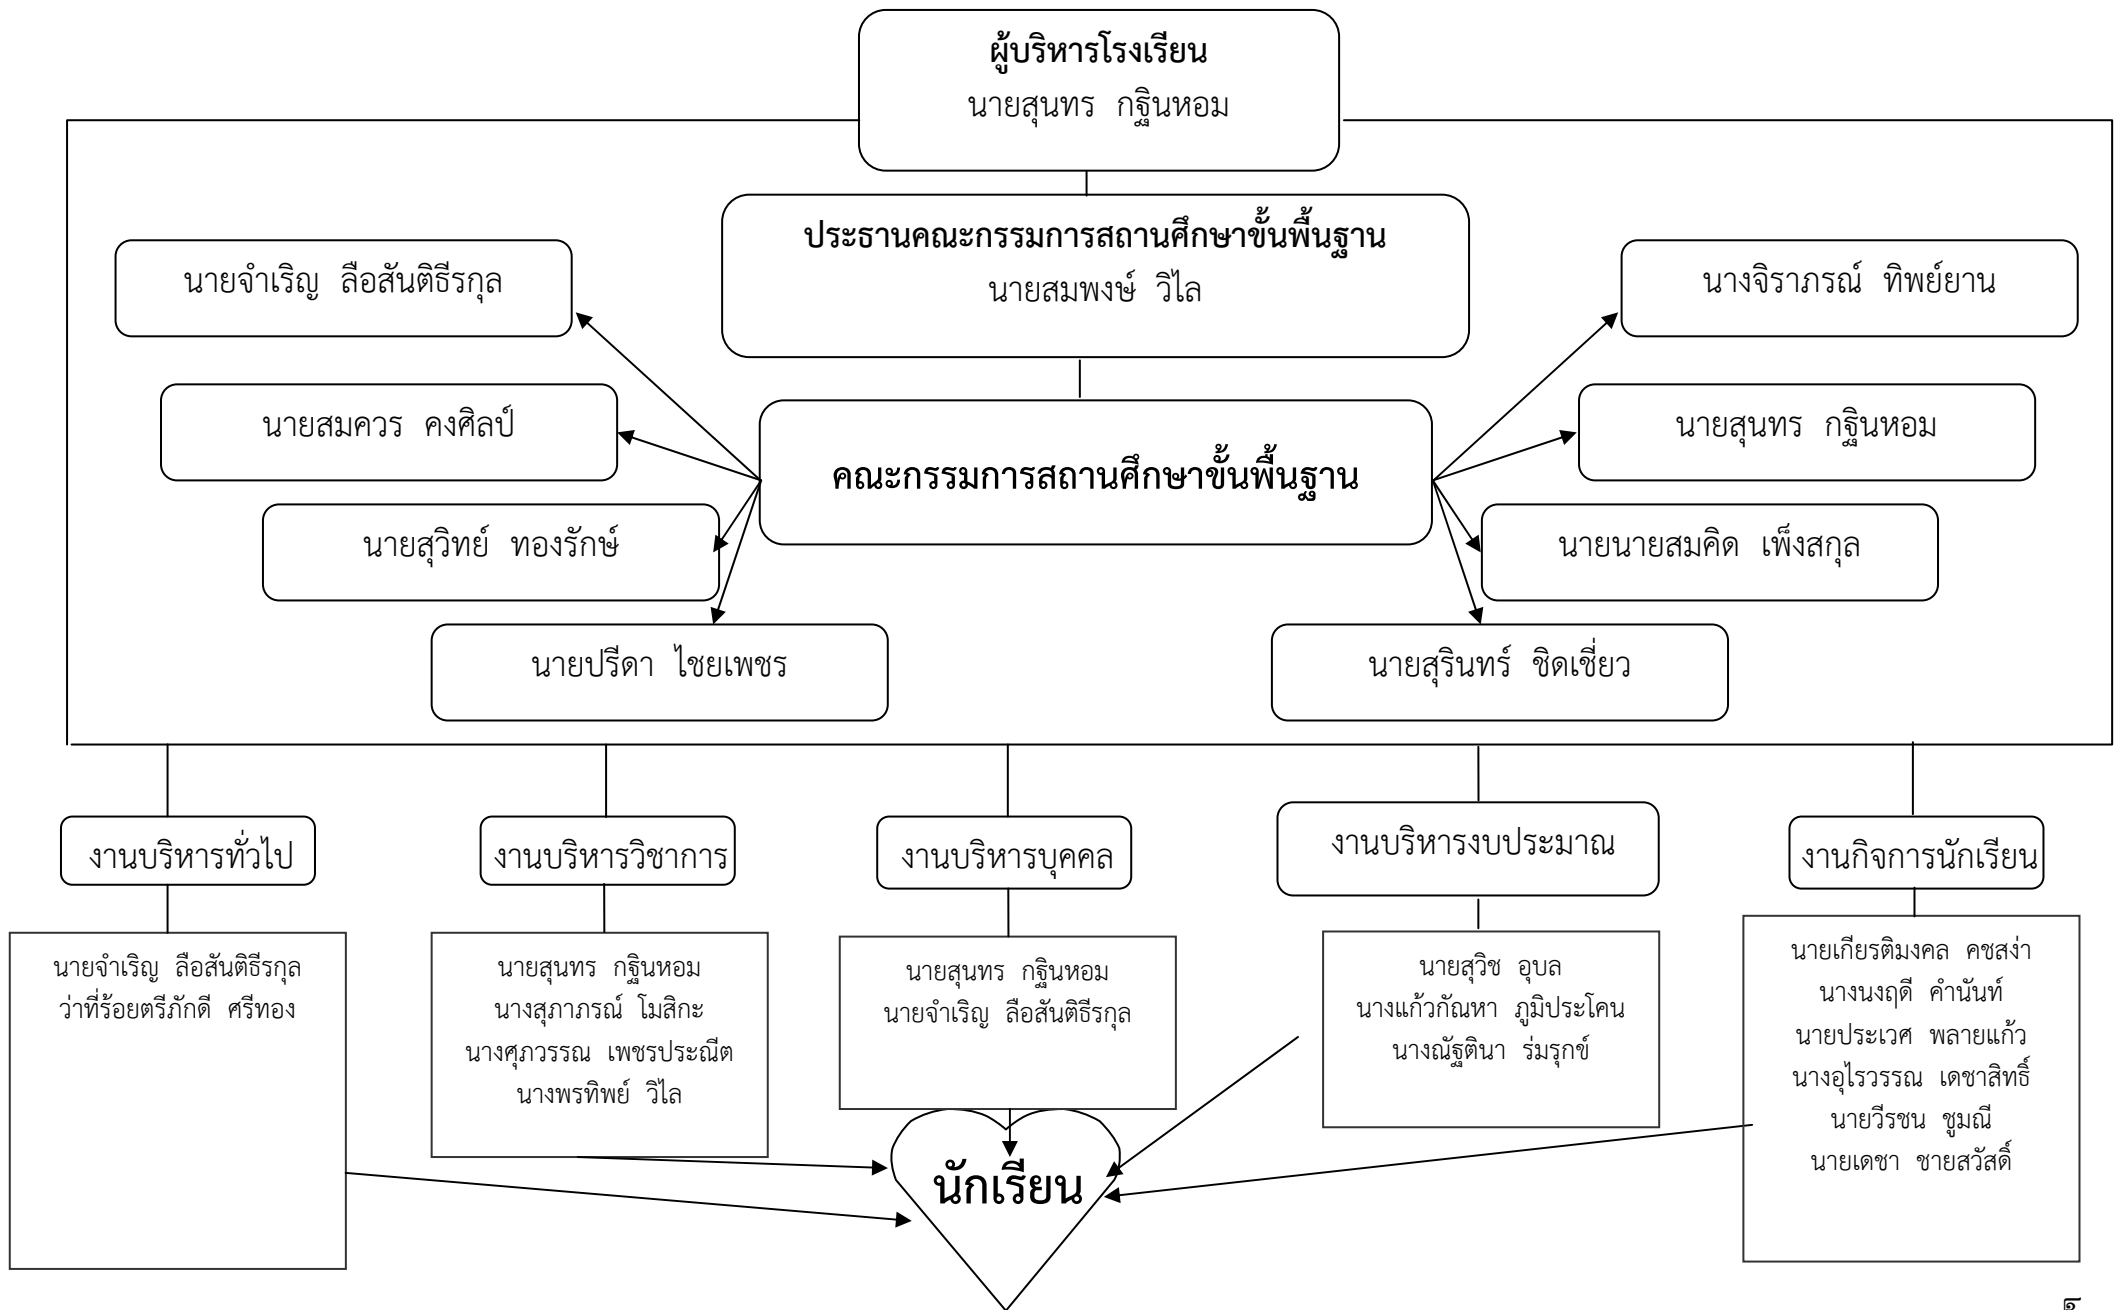 ผู้บริหารโรงเรียน
นายสุนทร กฐินหอม
ประธานคณะกรรมการสถานศึกษาขั้นพื้นฐาน
นายสมพงษ์ วิไล
นายจำเริญ ลือสันติธีรกุล
นางจิราภรณ์ ทิพย์ยาน
นายสมควร คงศิลป์
นายสุนทร กฐินหอม
คณะกรรมการสถานศึกษาขั้นพื้นฐาน
นายสุวิทย์ ทองรักษ์
นายนายสมคิด เพ็งสกุล
นายปรีดา ไชยเพชร
นายสุรินทร์ ชิดเชี่ยว
งานบริหารทั่วไป
นายจำเริญ ลือสันติธีรกุล
ว่าที่ร้อยตรีภักดี ศรีทอง
งานบริหารวิชาการ
นายสุนทร กฐินหอม
นางสุภาภรณ์ โมสิกะ
นางศุภวรรณ เพชรประณีต
นางพรทิพย์ วิไล
งานบริหารบุคคล
นายสุนทร กฐินหอม
นายจำเริญ ลือสันติธีรกุล
งานบริหารงบประมาณ
นายสุวิช อุบล
นางแก้วกัณหา ภูมิประโคน
นางณัฐตินา ร่มรุกข์
งานกิจการนักเรียน
นายเกียรติมงคล คชสง่า
นางนงฤดี คำนันท์
นายประเวศ พลายแก้ว
นางอุไรวรรณ เดชาสิทธิ์
นายวีรชน ชูมณี
นายเดชา ชายสวัสดิ์
นักเรียน